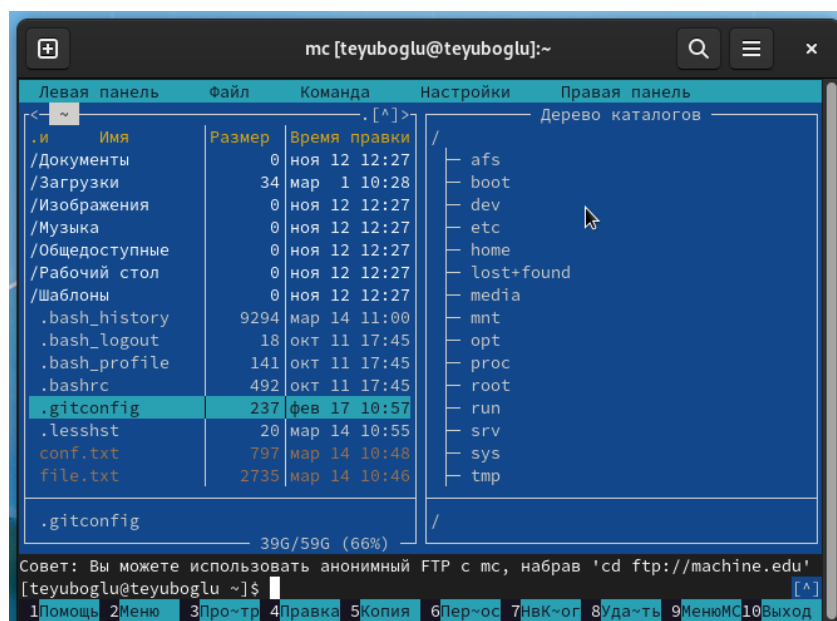 mc [teyuboglu@teyuboglu]:~
Левая панель Файл Команда Настройки Правая панель
<- ~ .[^]>
.и Имя Размер Время правки
/Документы 0 ноя 12 12:27
/Загрузки 34 мар 1 10:28
/Изображения 0 ноя 12 12:27
/Музыка 0 ноя 12 12:27
/Общедоступные 0 ноя 12 12:27
/Рабочий стол 0 ноя 12 12:27
/Шаблоны 0 ноя 12 12:27
.bash_history 9294 мар 14 11:00
.bash_logout 18 окт 11 17:45
.bash_profile 141 окт 11 17:45
.bashrc 492 окт 11 17:45
.gitconfig 237 фев 17 10:57
.lesshst 20 мар 14 10:55
conf.txt 797 мар 14 10:48
file.txt 2735 мар 14 10:46
.gitconfig
39G/59G (66%)
Дерево каталогов
/
afs
boot
dev
etc
home
lost+found
media
mnt
opt
proc
root
run
srv
sys
tmp
/
Совет: Вы можете использовать анонимный FTP с mc, набрав 'cd ftp://machine.edu'
[teyuboglu@teyuboglu ~]$ [^]
1Помощь 2Меню 3Про~тр 4Правка 5Копия 6Пер~ос 7НвК~ог 8Уда~ть 9МенюMC 10Выход